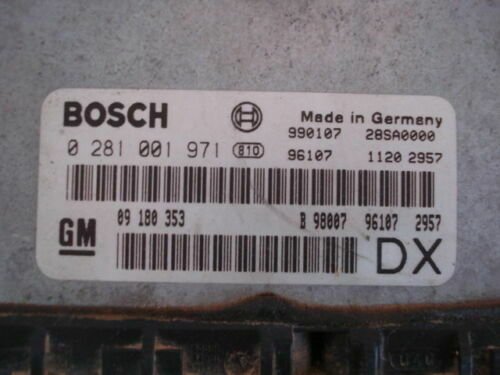 BOSCH Made in Germany
990107 28SA0000
0 281 001 971 810 96107 1120 2957
GM 09 180 353 B 98007 96107 2957
DX